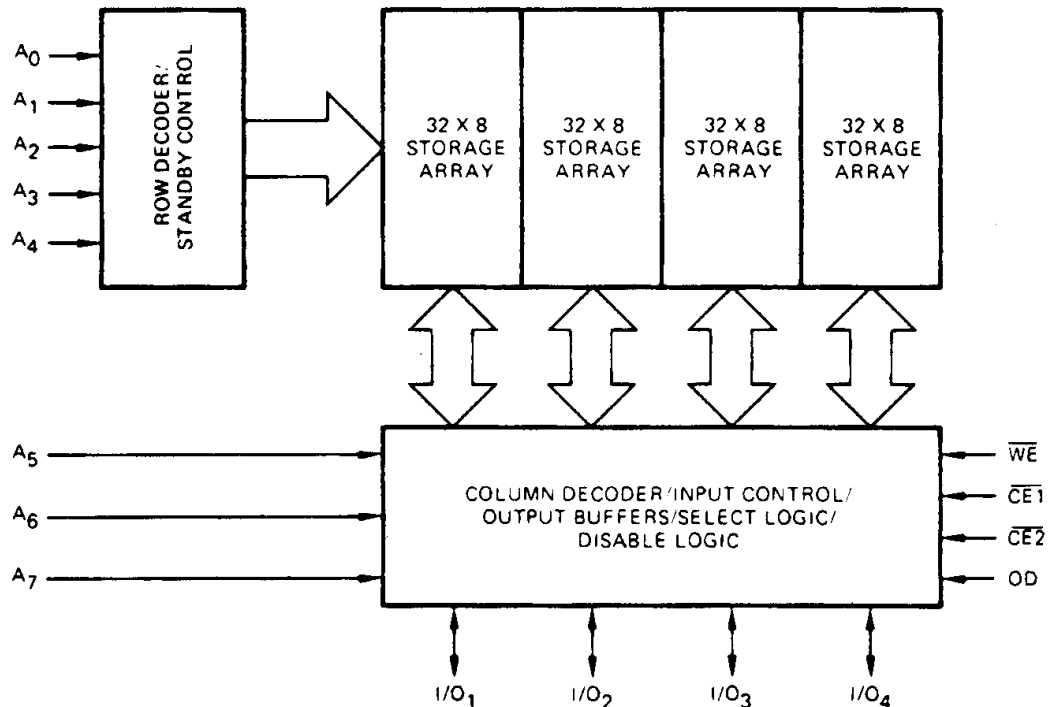 A0
A1
A2
A3
A4
ROW DECODER/
STANDBY CONTROL
32 X 8
STORAGE
ARRAY
32 X 8
STORAGE
ARRAY
32 X 8
STORAGE
ARRAY
32 X 8
STORAGE
ARRAY
A5
A6
A7
COLUMN DECODER/INPUT CONTROL/
OUTPUT BUFFERS/SELECT LOGIC/
DISABLE LOGIC
WE
CE1
CE2
OD
I/O1
I/O2
I/O3
I/O4